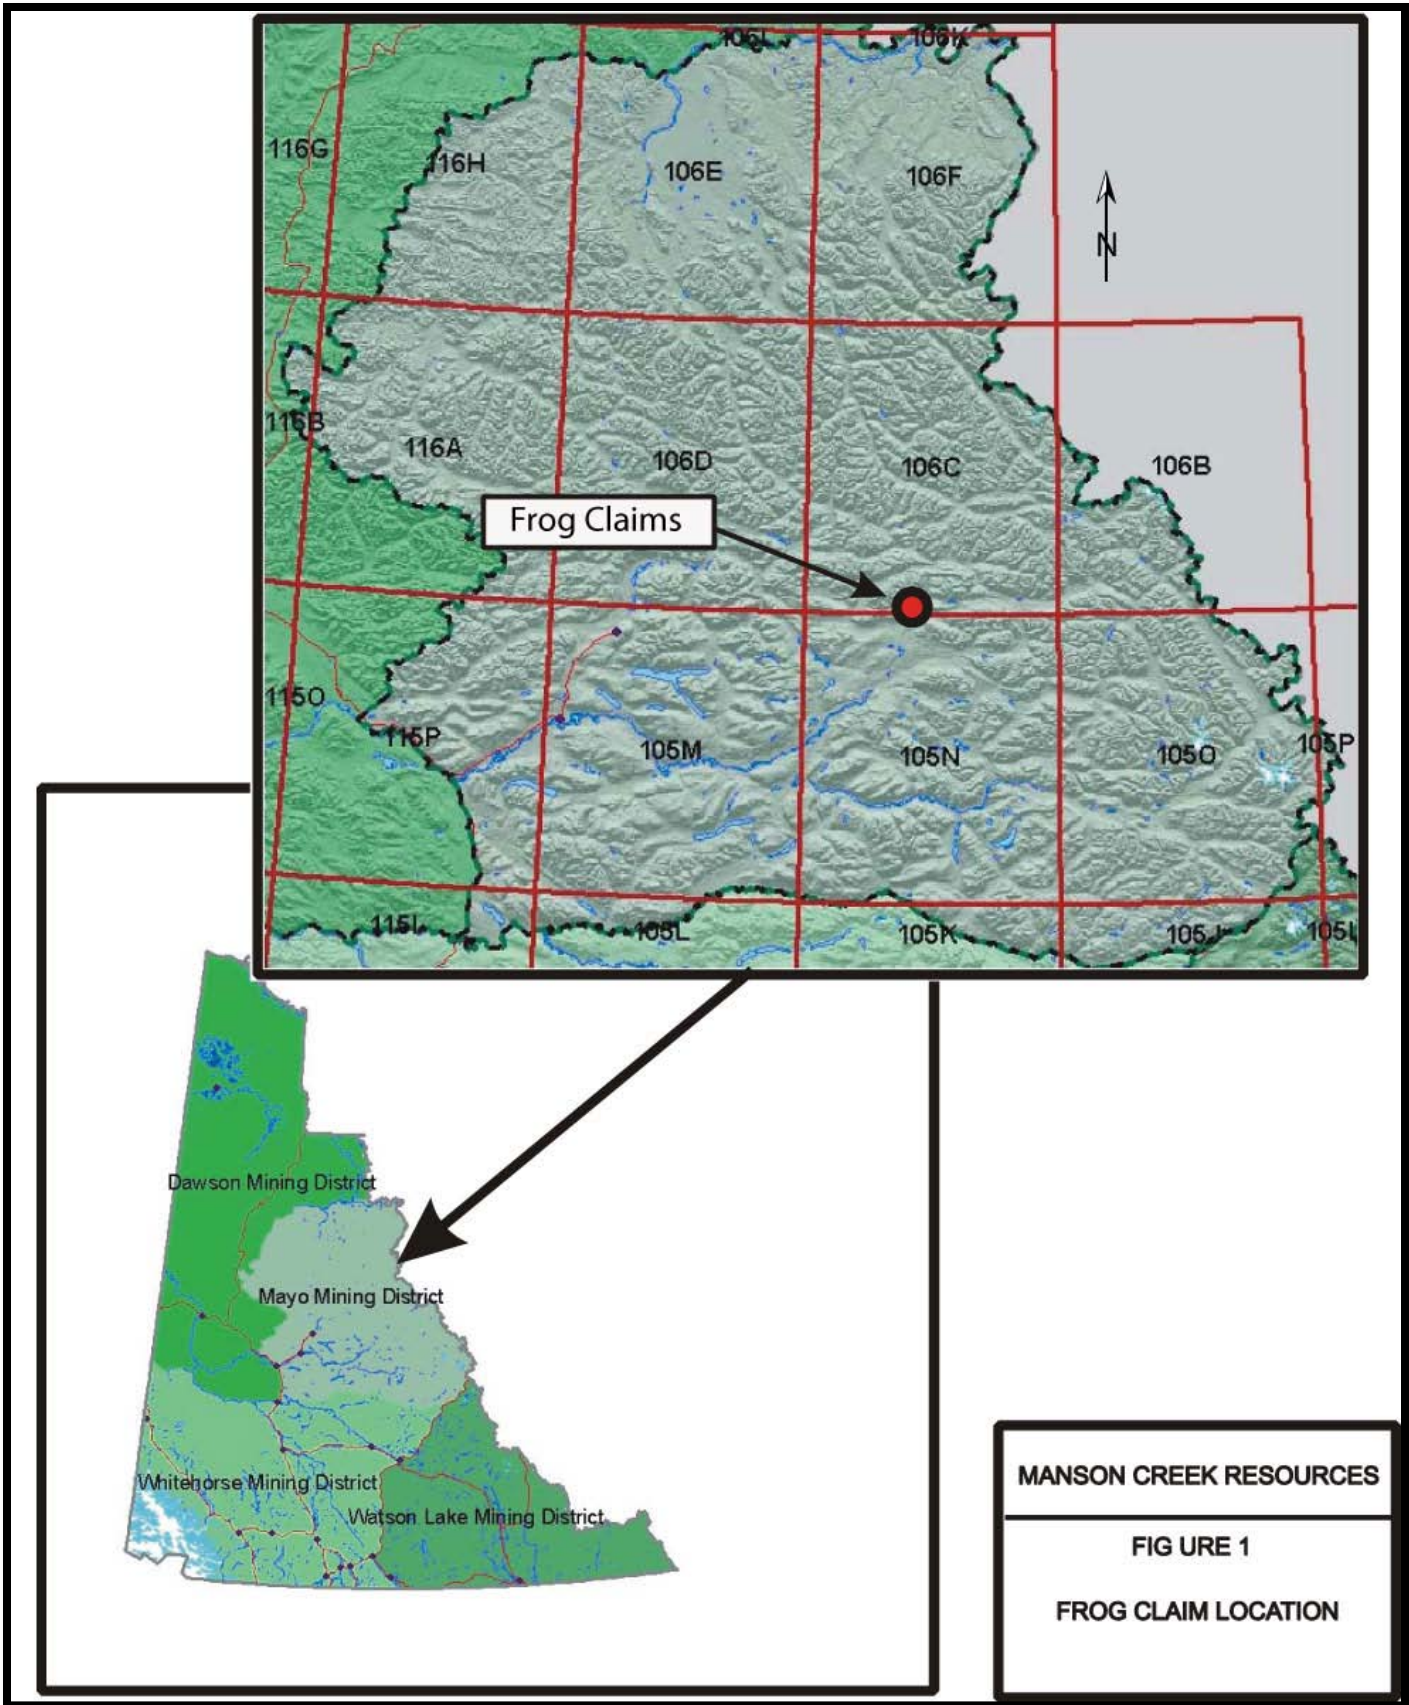 106L
106K
116G
116H
106E
106F
N
116B
116A
106D
106C
106B
Frog Claims
115O
115P
105M
105N
105O
105P
115I
105L
105K
105J
105I
Dawson Mining District
Mayo Mining District
Whitehorse Mining District
Watson Lake Mining District
MANSON CREEK RESOURCES
FIG URE 1
FROG CLAIM LOCATION